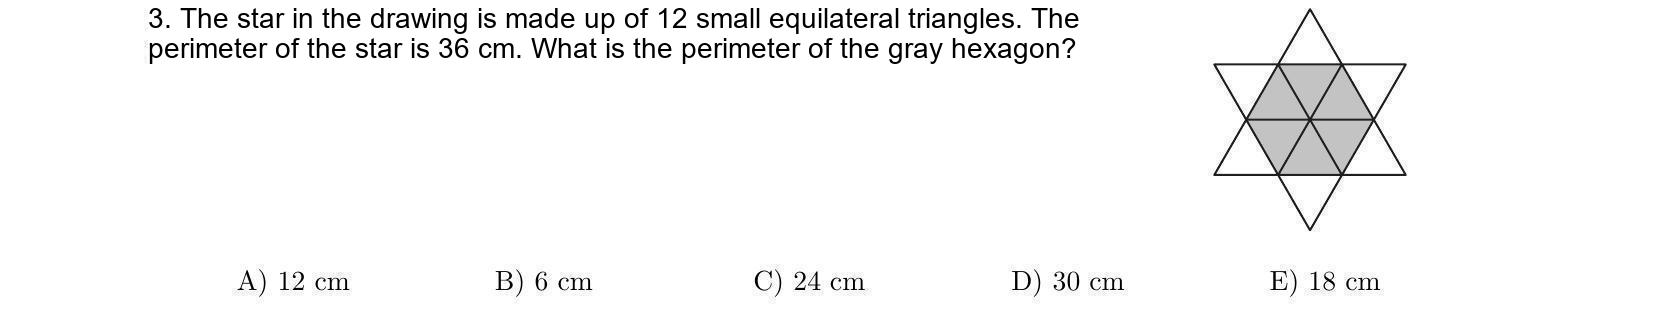 3. The star in the drawing is made up of 12 small equilateral triangles. The
perimeter of the star is 36 cm. What is the perimeter of the gray hexagon?
A) 12 cm B) 6 cm C) 24 cm D) 30 cm E) 18 cm